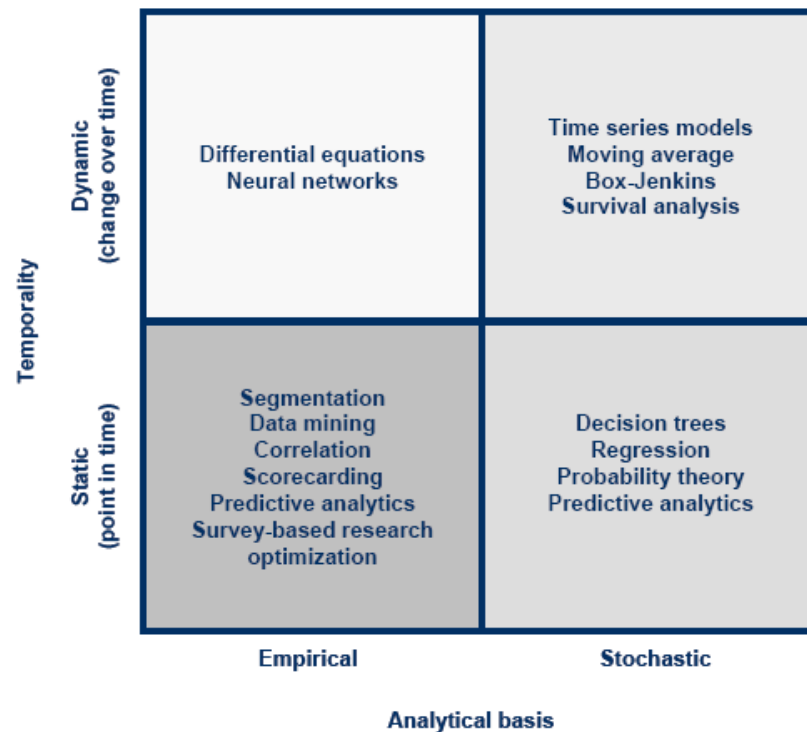 Temporality
Dynamic
(change over time)
Differential equations
Neural networks
Time series models
Moving average
Box-Jenkins
Survival analysis
Static
(point in time)
Segmentation
Data mining
Correlation
Scorecarding
Predictive analytics
Survey-based research
optimization
Decision trees
Regression
Probability theory
Predictive analytics
Empirical
Stochastic
Analytical basis